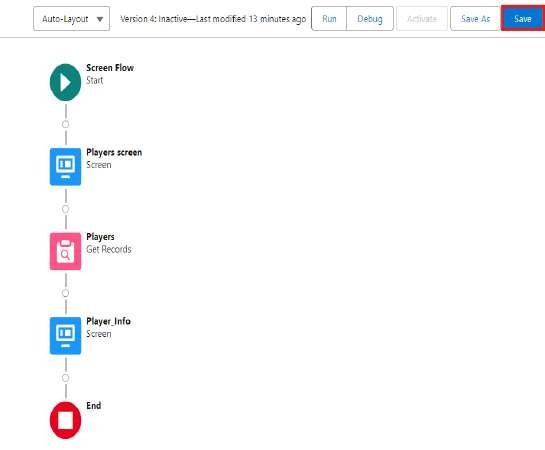 Auto-Layout Version 4: Inactive—Last modified 13 minutes ago Run Debug Activate Save As Save
Screen Flow
Start
Players screen
Screen
Players
Get Records
Player_Info
Screen
End